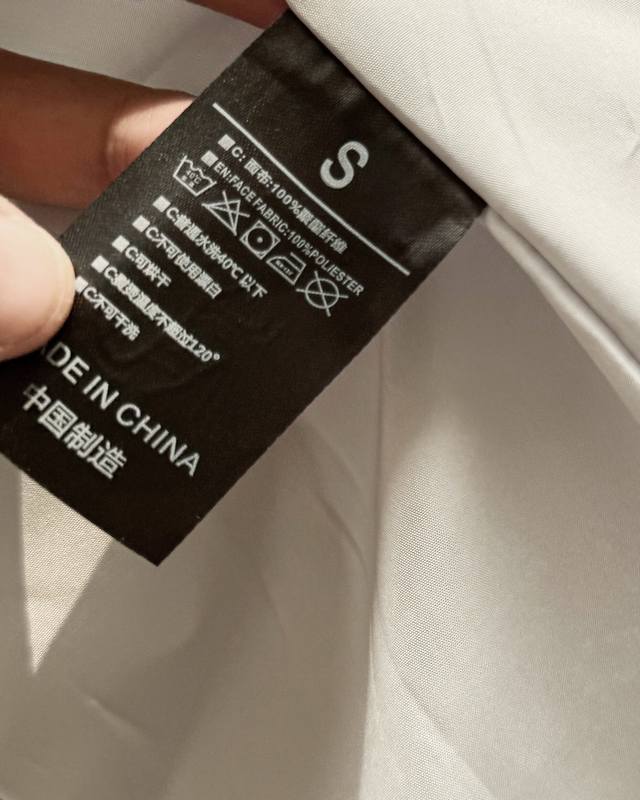 S
C: 面布:100%聚酯纤维
EN:FACE FABRIC:100%POLIESTER
40℃
C:普通水洗40℃ 以下
C:不可使用漂白
C:可烘干
C:熨烫温度不超过120°
C:不可干洗
ADE IN CHINA
中国制造